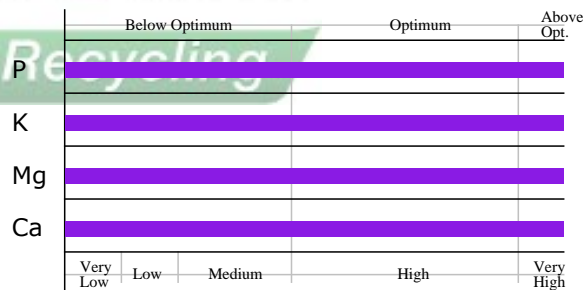 Below Optimum Optimum Above Opt.
Recycling
P
K
Mg
Ca
Very Low Low Medium High Very High